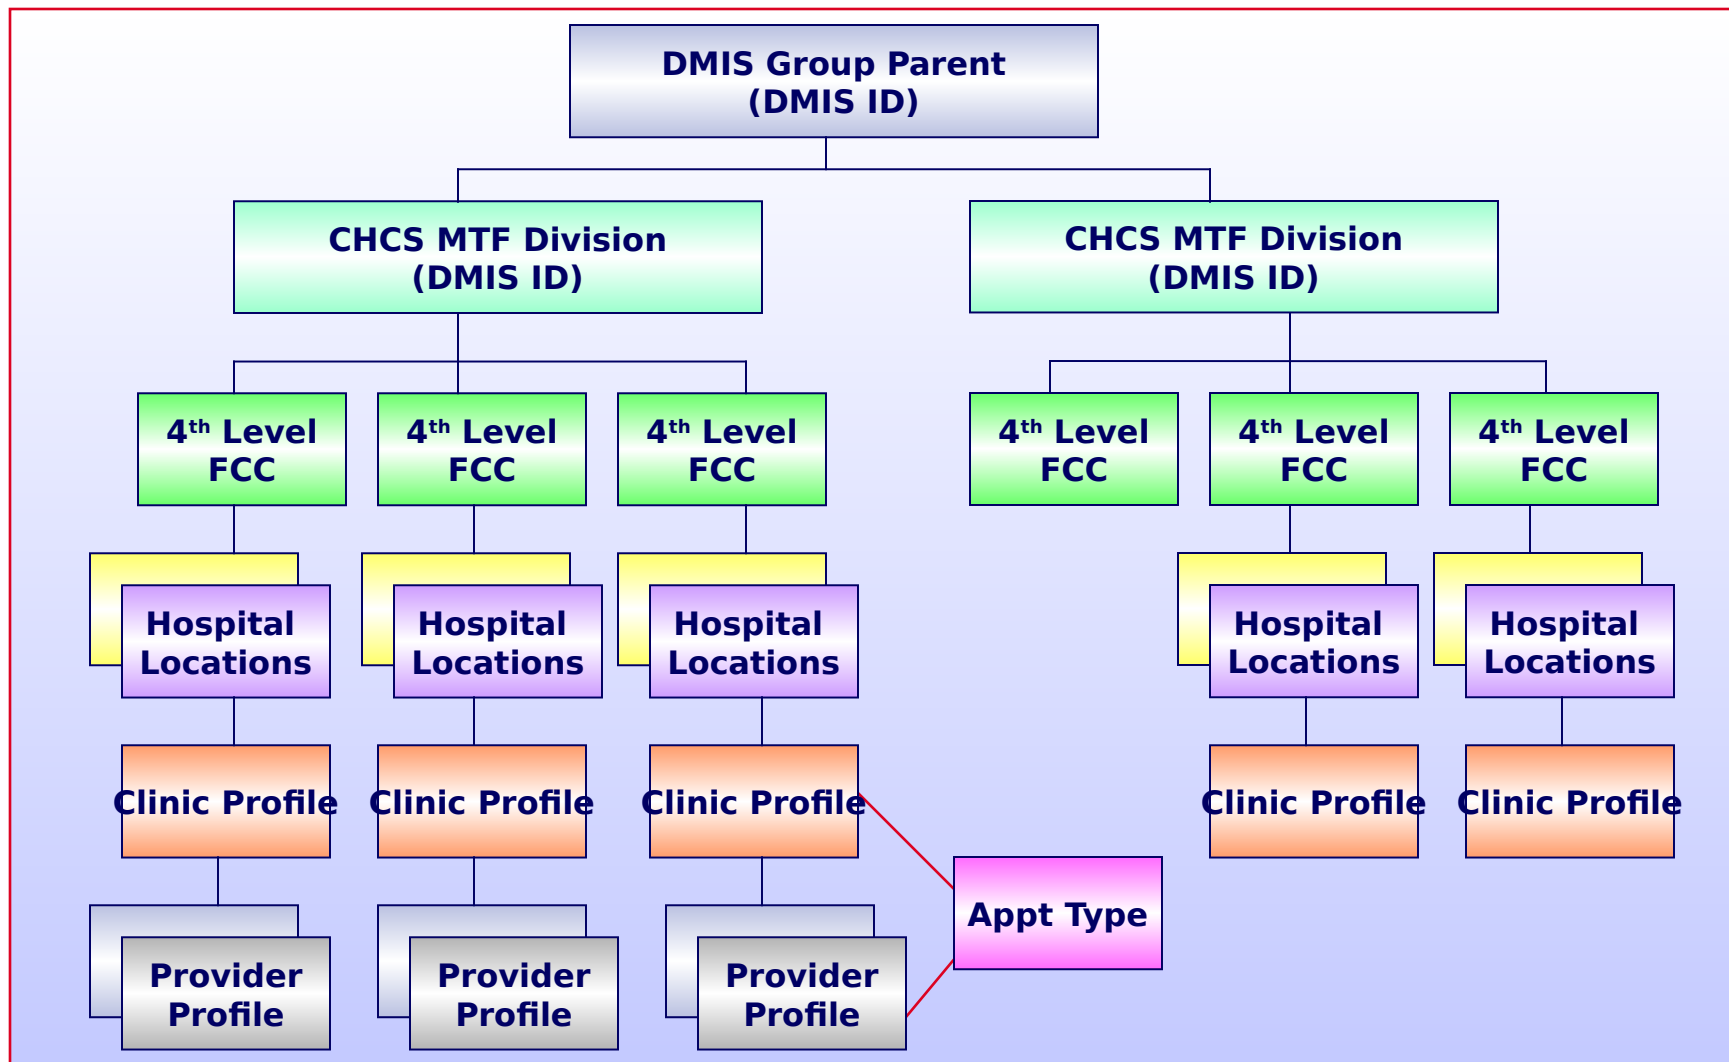 DMIS Group Parent
(DMIS ID)
CHCS MTF Division
(DMIS ID)
CHCS MTF Division
(DMIS ID)
4th Level
FCC
4th Level
FCC
4th Level
FCC
4th Level
FCC
4th Level
FCC
4th Level
FCC
Hospital
Locations
Hospital
Locations
Hospital
Locations
Hospital
Locations
Hospital
Locations
Clinic Profile
Clinic Profile
Clinic Profile
Clinic Profile
Clinic Profile
Appt Type
Provider
Profile
Provider
Profile
Provider
Profile